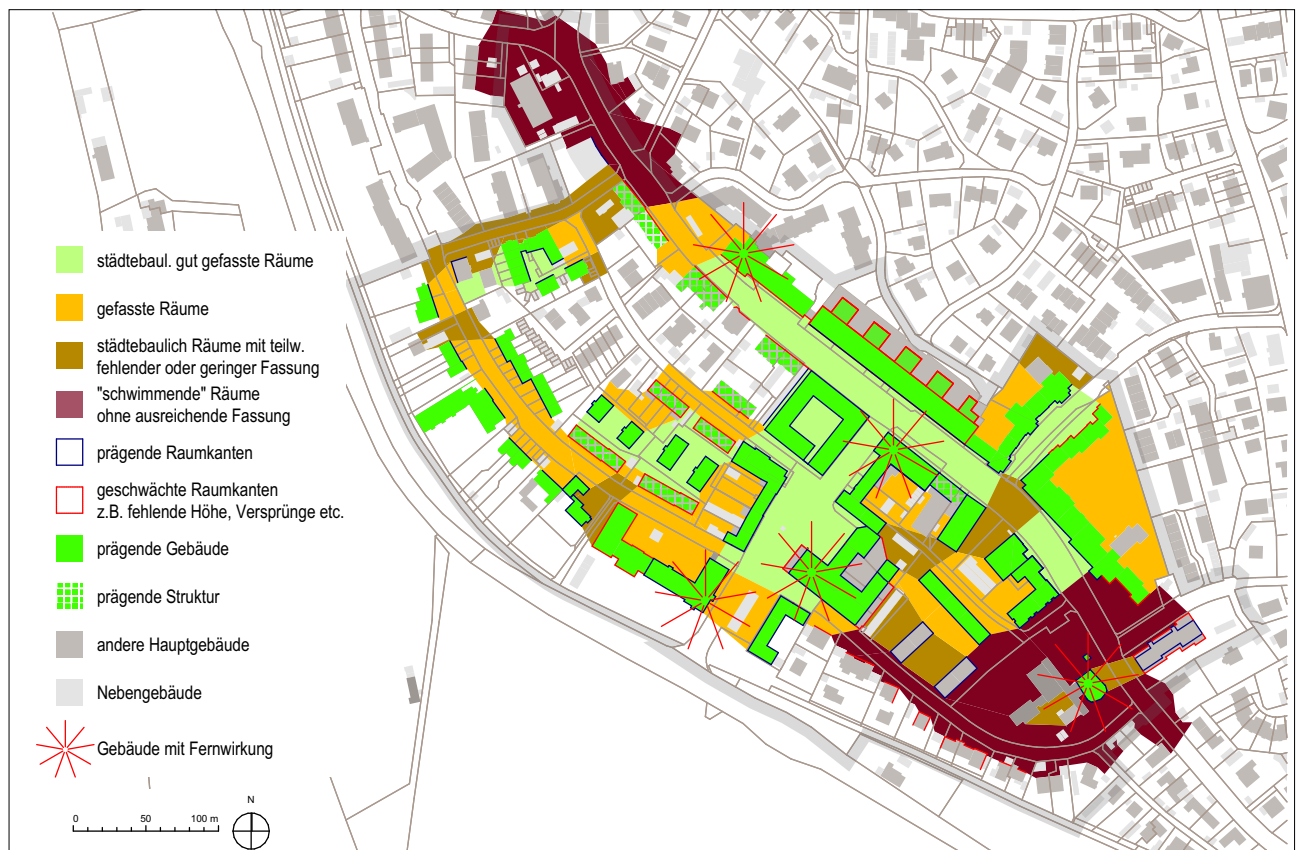 städtebaul. gut gefasste Räume
gefasste Räume
städtebaulich Räume mit teilw.
fehlender oder geringer Fassung
"schwimmende" Räume
ohne ausreichende Fassung
prägende Raumkanten
geschwächte Raumkanten
z.B. fehlende Höhe, Versprünge etc.
prägende Gebäude
prägende Struktur
andere Hauptgebäude
Nebengebäude
Gebäude mit Fernwirkung
0 50 100 m
N